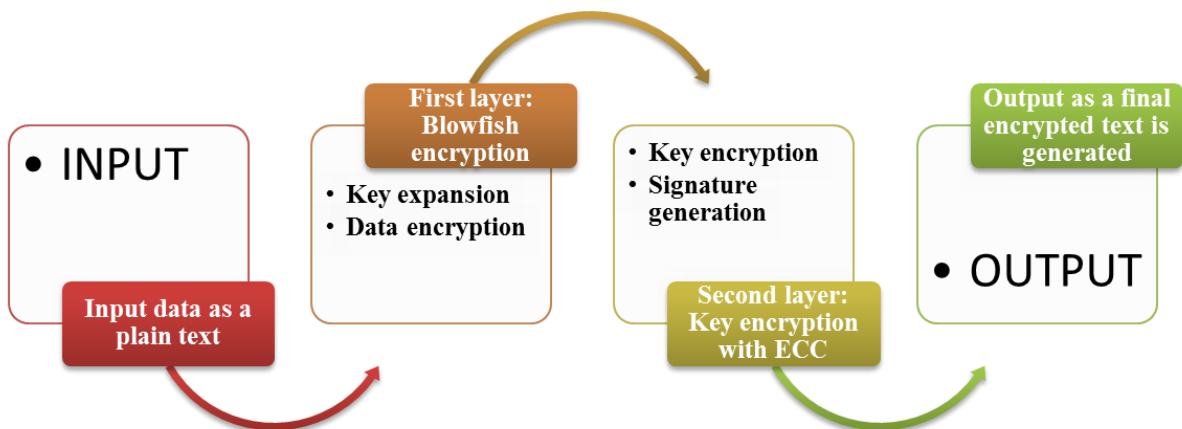 • INPUT
Input data as a
plain text
First layer:
Blowfish
encryption
• Key expansion
• Data encryption
• Key encryption
• Signature
generation
Second layer:
Key encryption
with ECC
Output as a final
encrypted text is
generated
• OUTPUT